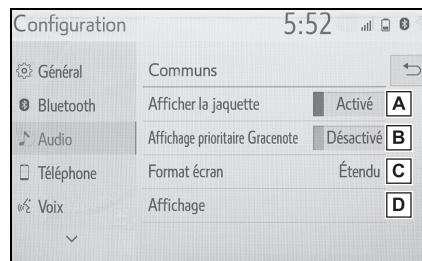 Configuration 5:52
Général
Bluetooth
Audio
Téléphone
Voix
Communs
Afficher la jaquette Activé A
Affichage prioritaire Gracenote Désactivé B
Format écran Étendu C
Affichage D